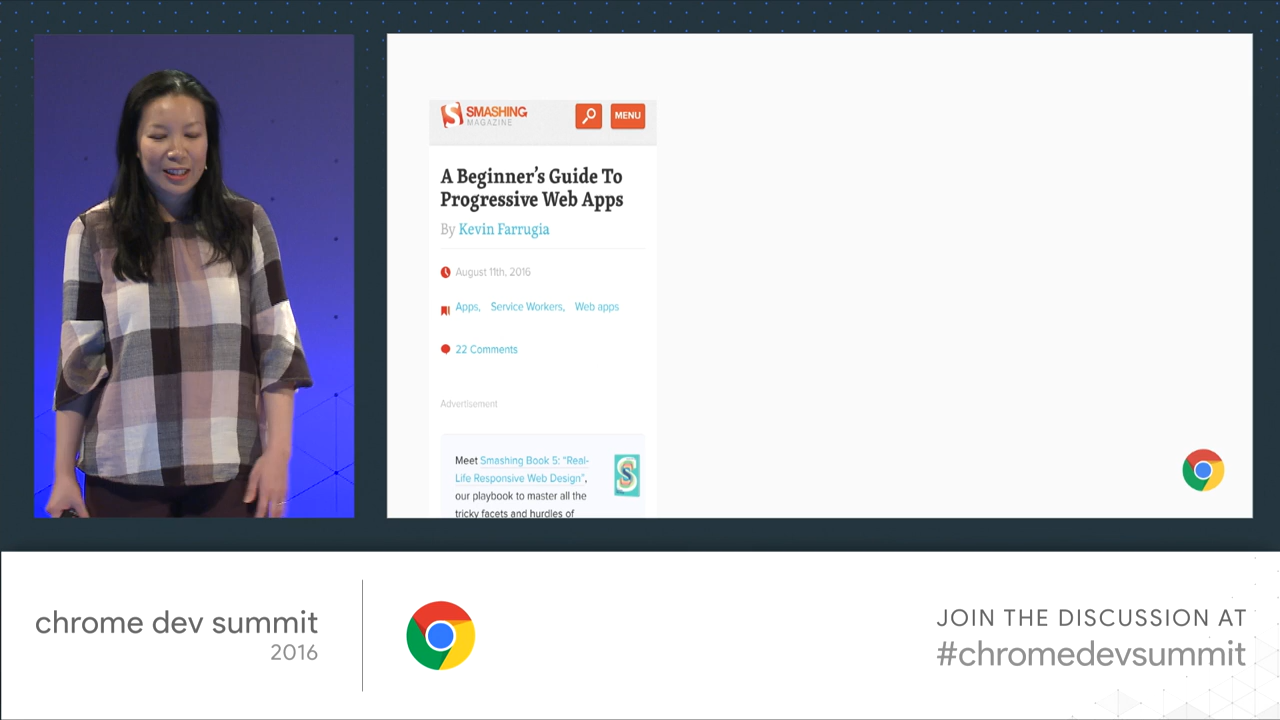 SMASHING
MAGAZINE
MENU
A Beginner’s Guide To
Progressive Web Apps
By Kevin Farrugia
August 11th, 2016
Apps, Service Workers, Web apps
22 Comments
Advertisement
Meet Smashing Book 5: “Real-
Life Responsive Web Design”,
our playbook to master all the
tricky facets and hurdles of
chrome dev summit
2016
JOIN THE DISCUSSION AT
#chromedevsummit